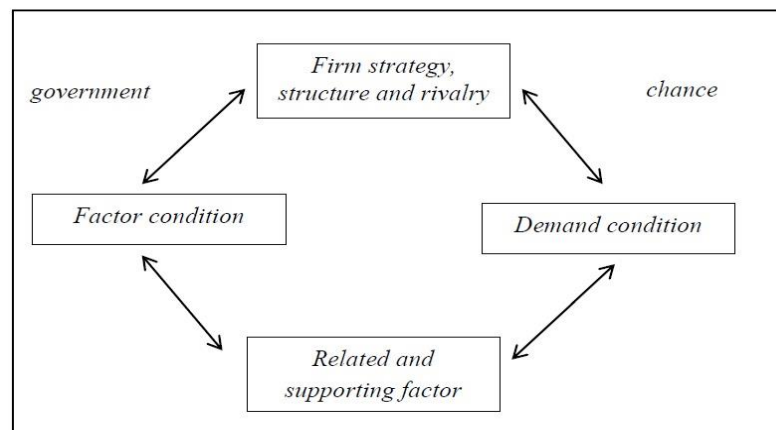 Firm strategy,
structure and rivalry
government
chance
Factor condition
Demand condition
Related and
supporting factor